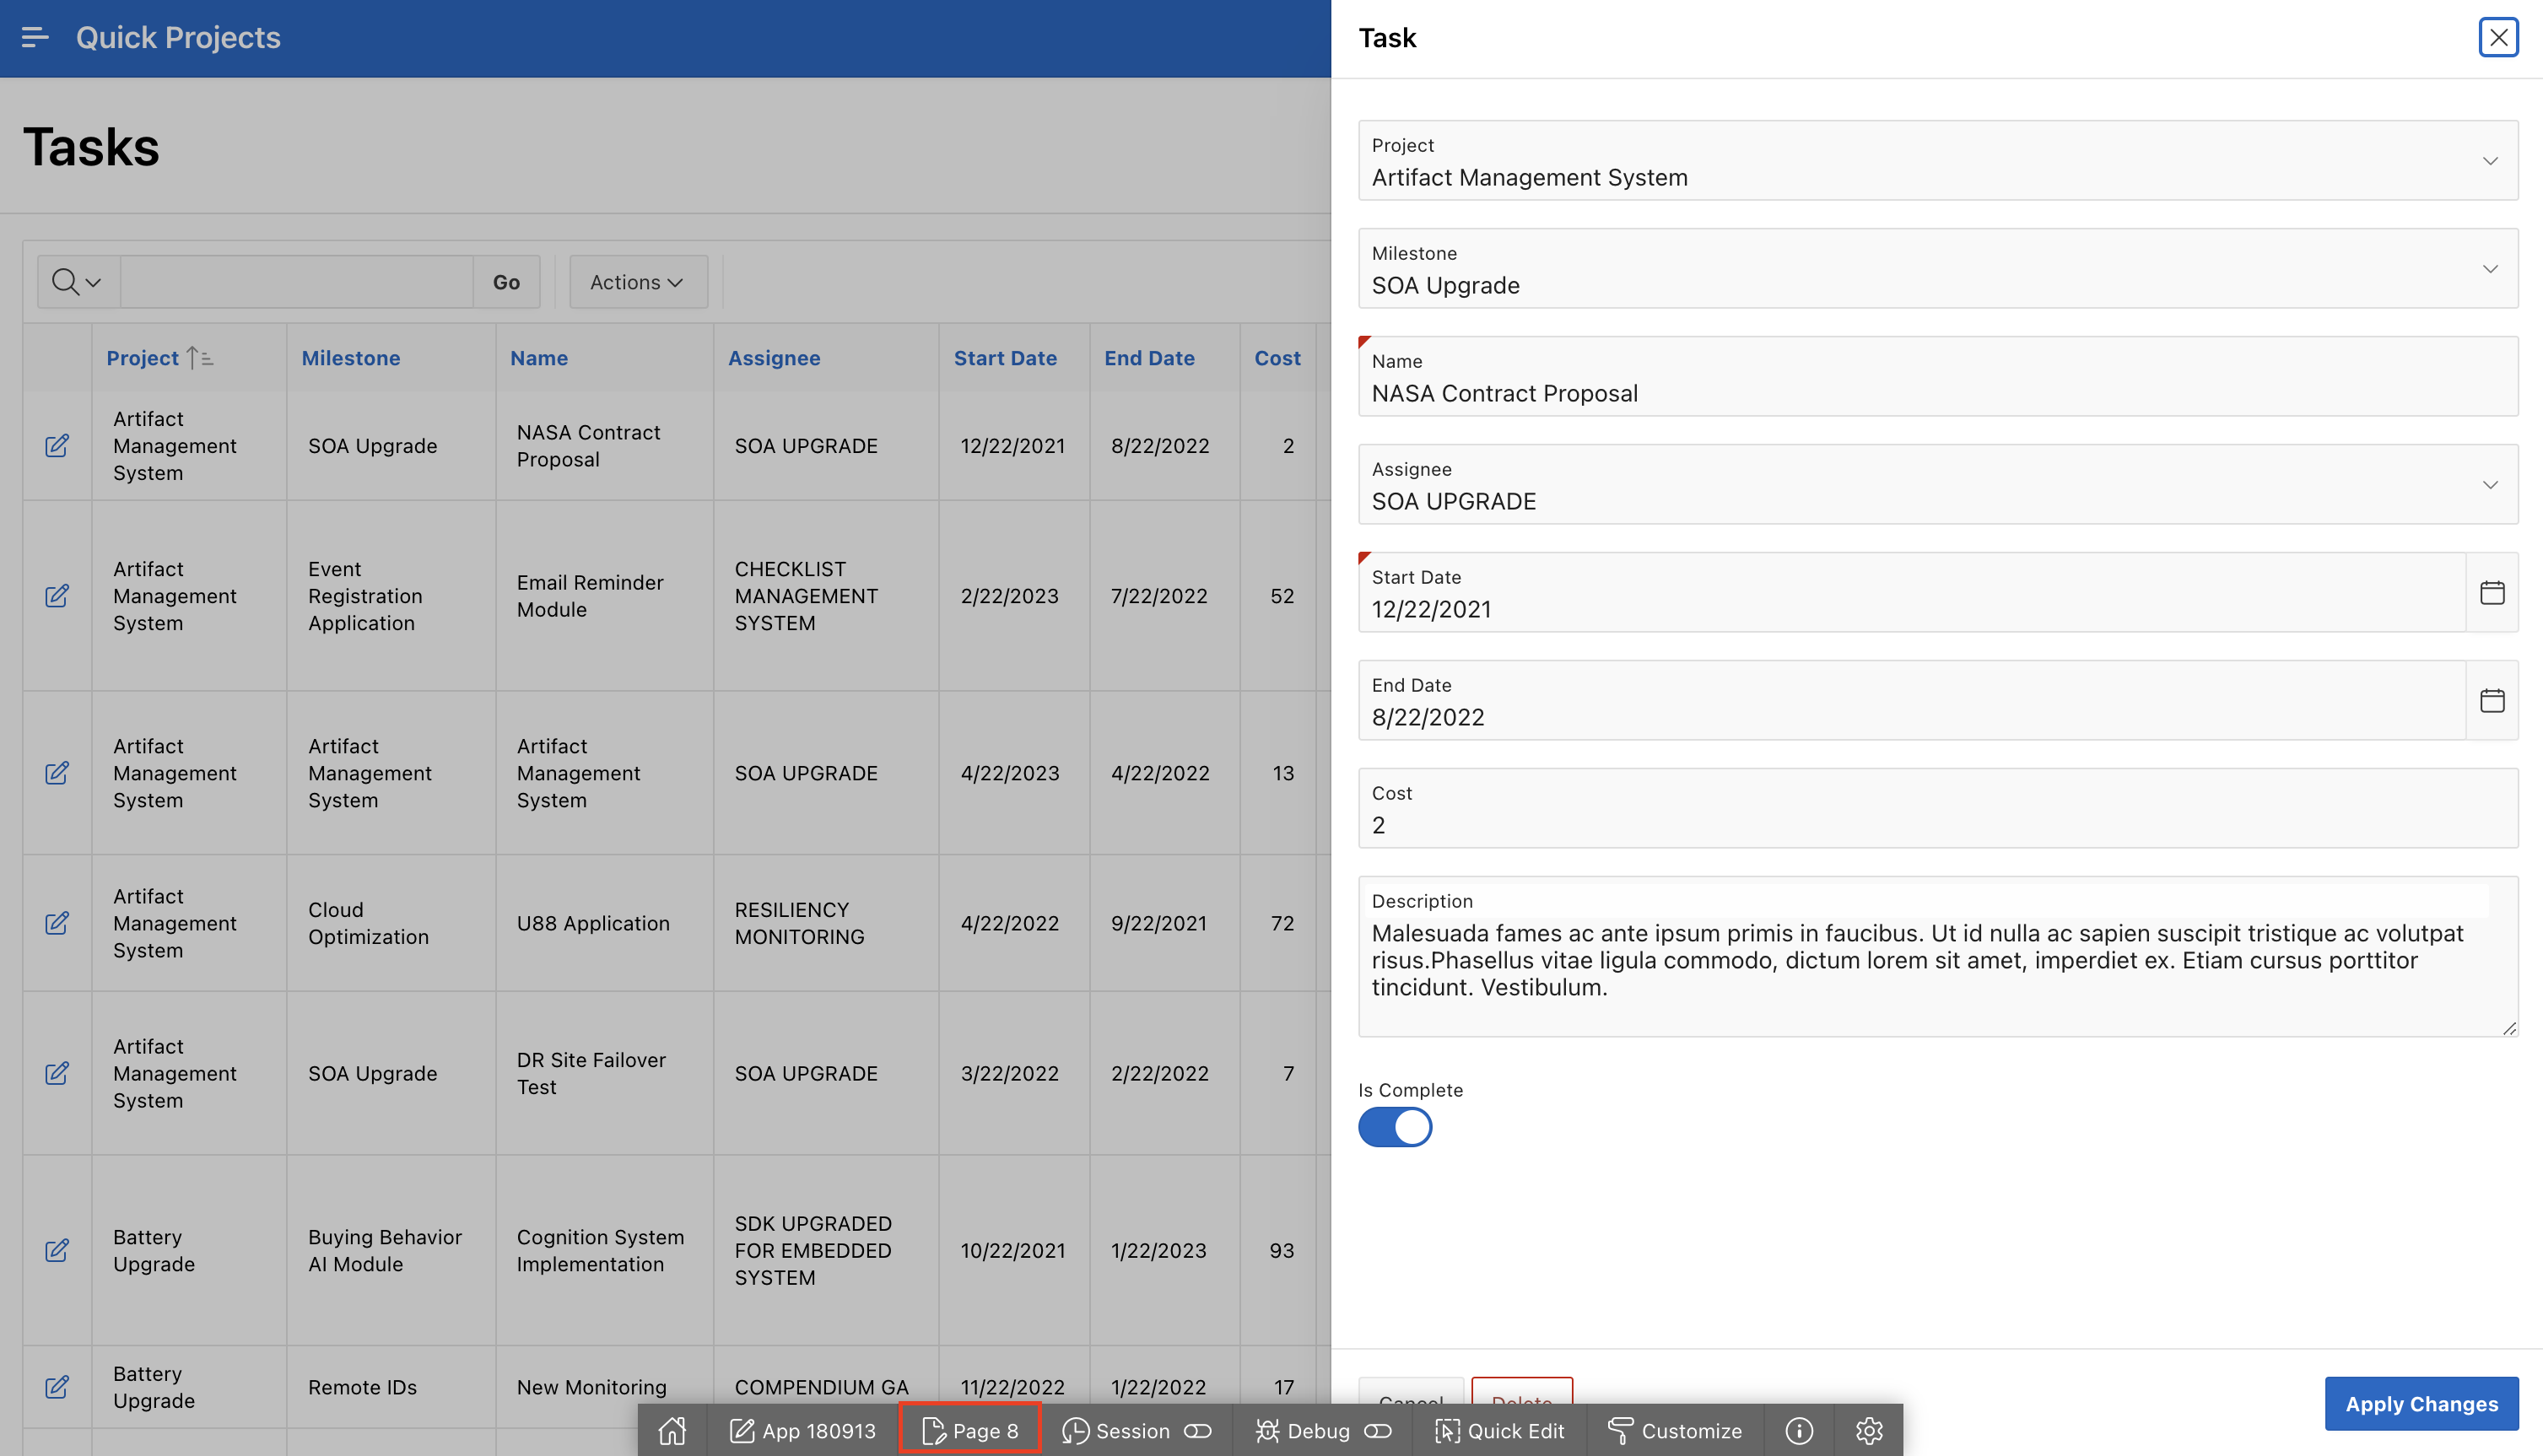 Quick Projects
Tasks
Go
Actions
Project
Milestone
Name
Assignee
Start Date
End Date
Cost
Artifact
Management
System
SOA Upgrade
NASA Contract
Proposal
SOA UPGRADE
12/22/2021
8/22/2022
2
Artifact
Management
System
Event
Registration
Application
Email Reminder
Module
CHECKLIST
MANAGEMENT
SYSTEM
2/22/2023
7/22/2022
52
Artifact
Management
System
Artifact
Management
System
Artifact
Management
System
SOA UPGRADE
4/22/2023
4/22/2022
13
Artifact
Management
System
Cloud
Optimization
U88 Application
RESILIENCY
MONITORING
4/22/2022
9/22/2021
72
Artifact
Management
System
SOA Upgrade
DR Site Failover
Test
SOA UPGRADE
3/22/2022
2/22/2022
7
Battery
Upgrade
Buying Behavior
AI Module
Cognition System
Implementation
SDK UPGRADED
FOR EMBEDDED
SYSTEM
10/22/2021
1/22/2023
93
Battery
Upgrade
Remote IDs
New Monitoring
COMPENDIUM GA
11/22/2022
1/22/2022
17
Task
Project
Artifact Management System
Milestone
SOA Upgrade
Name
NASA Contract Proposal
Assignee
SOA UPGRADE
Start Date
12/22/2021
End Date
8/22/2022
Cost
2
Description
Malesuada fames ac ante ipsum primis in faucibus. Ut id nulla ac sapien suscipit tristique ac volutpat
risus.Phasellus vitae ligula commodo, dictum lorem sit amet, imperdiet ex. Etiam cursus porttitor
tincidunt. Vestibulum.
Is Complete
Cancel
Delete
Apply Changes
App 180913
Page 8
Session
Debug
Quick Edit
Customize